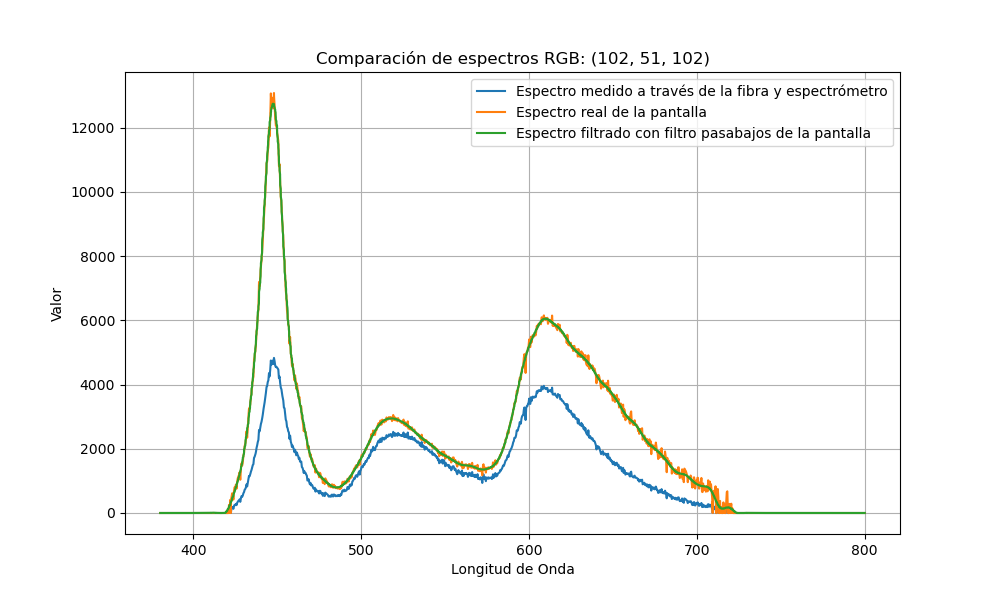 Comparación de espectros RGB: (102, 51, 102)
Espectro medido a través de la fibra y espectrómetro
Espectro real de la pantalla
Espectro filtrado con filtro pasabajos de la pantalla
Valor
12000
10000
8000
6000
4000
2000
0
400 500 600 700 800
Longitud de Onda